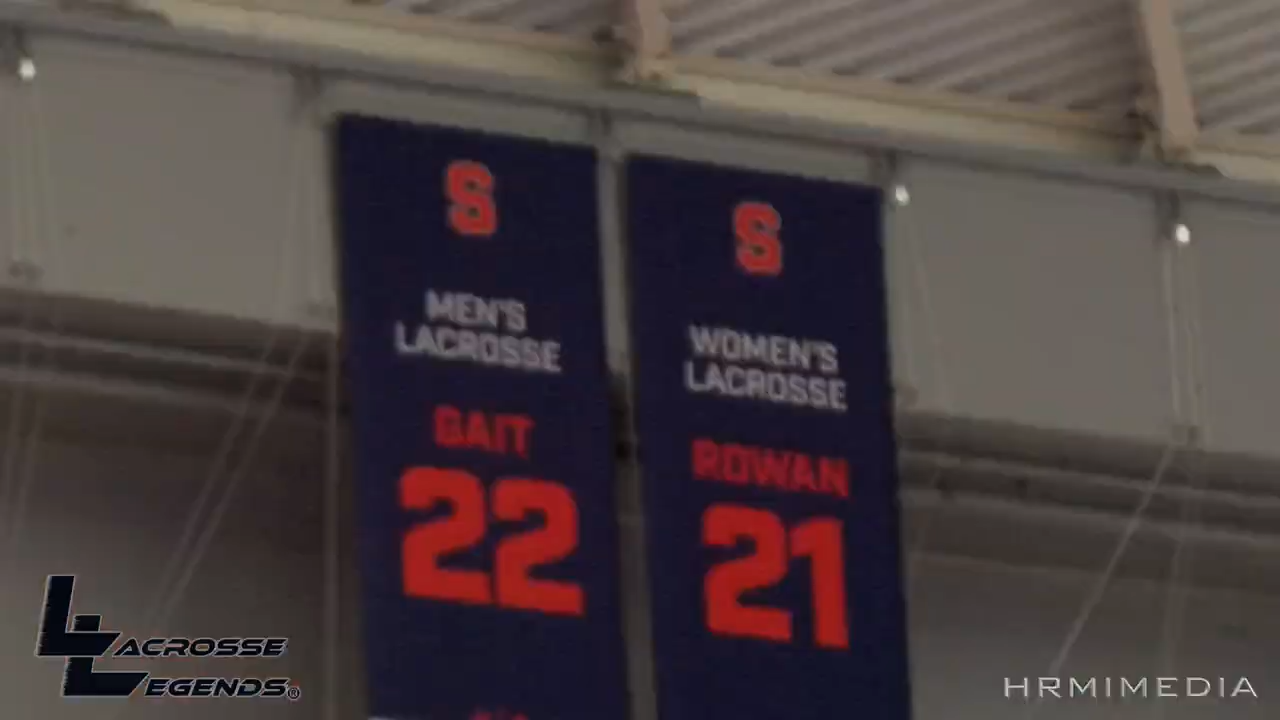 S
MEN'S
LACROSSE
GAIT
22
S
WOMEN'S
LACROSSE
ROWAN
21
LACROSSE
LEGENDS®
HRMIMEDIA